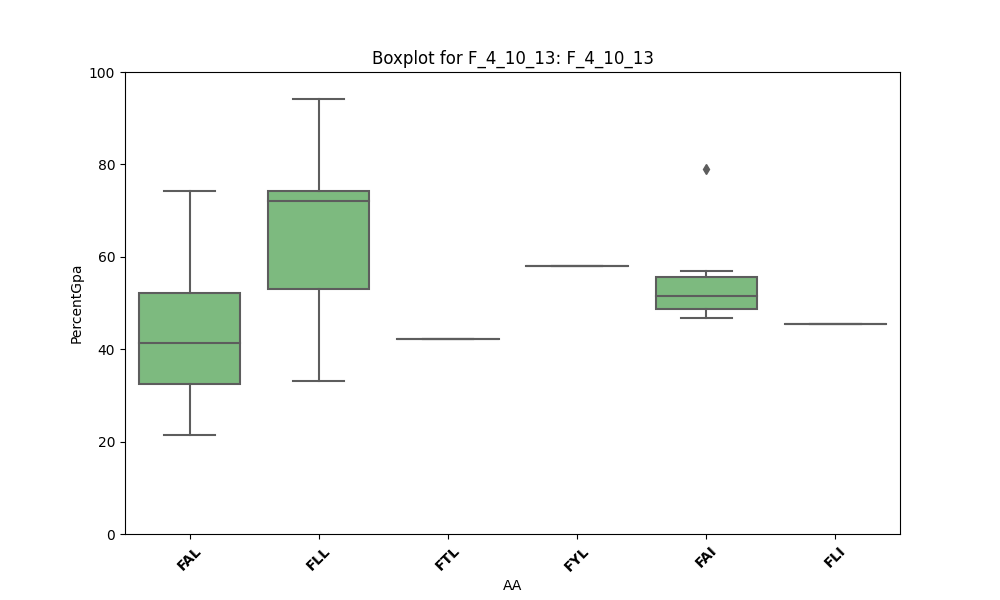 Boxplot for F_4_10_13: F_4_10_13
PercentGpa
100
80
60
40
20
0
FAL
FLL
FTL
FYL
FAI
FLI
AA